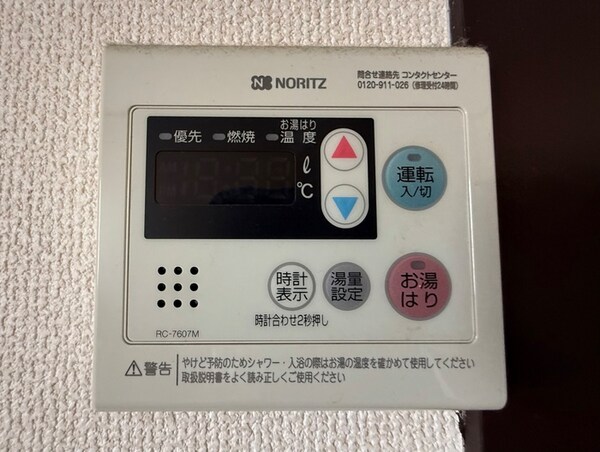 NORITZ
問合せ連絡先 コンタクトセンター
0120-911-026 (修理受付24時間)
お湯はり
優先 燃焼 温度
ℓ
℃
運転
入/切
時計
表示
湯量
設定
お湯
はり
時計合わせ2秒押し
RC-7607M
警告
やけど予防のためシャワー・入浴の際はお湯の温度を確かめて使用してください
取扱説明書をよく読み正しくご使用ください